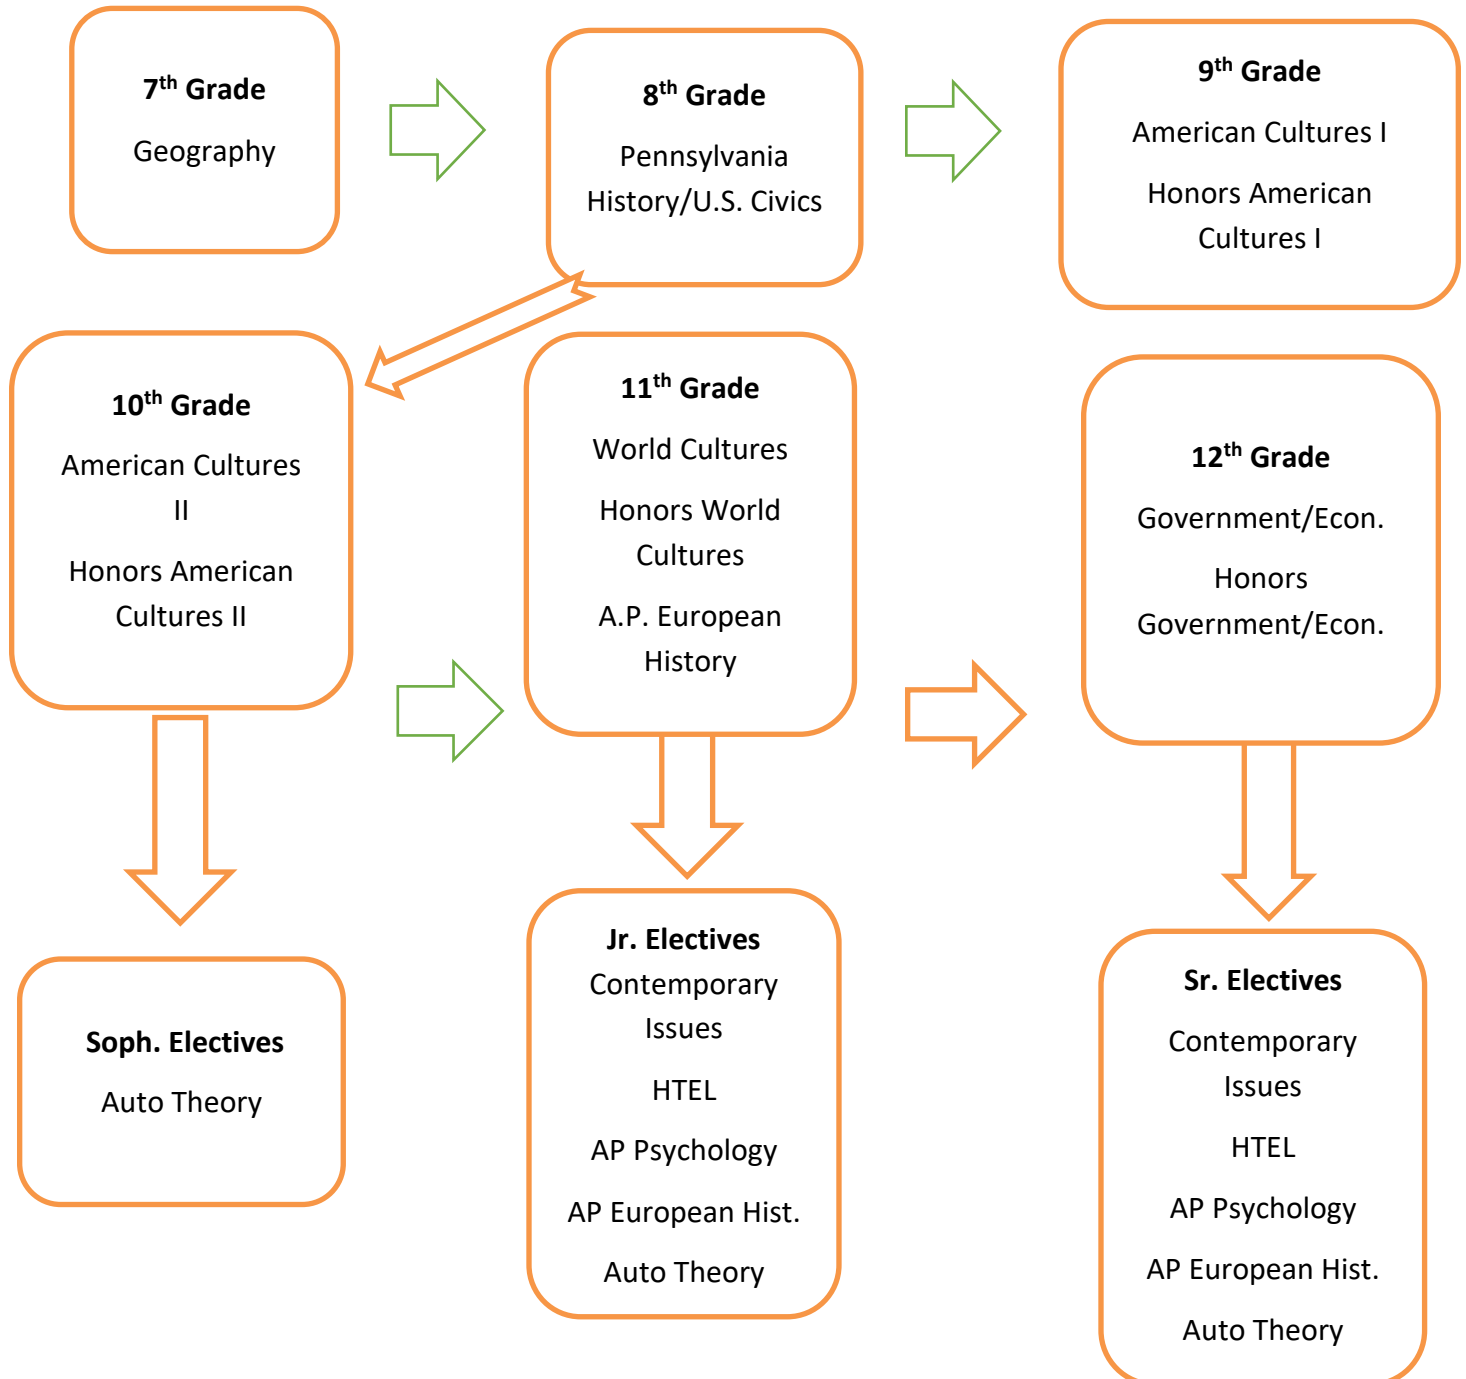 7th Grade
Geography
8th Grade
Pennsylvania
History/U.S. Civics
9th Grade
American Cultures I
Honors American
Cultures I
10th Grade
American Cultures
II
Honors American
Cultures II
11th Grade
World Cultures
Honors World
Cultures
A.P. European
History
12th Grade
Government/Econ.
Honors
Government/Econ.
Soph. Electives
Auto Theory
Jr. Electives
Contemporary
Issues
HTEL
AP Psychology
AP European Hist.
Auto Theory
Sr. Electives
Contemporary
Issues
HTEL
AP Psychology
AP European Hist.
Auto Theory